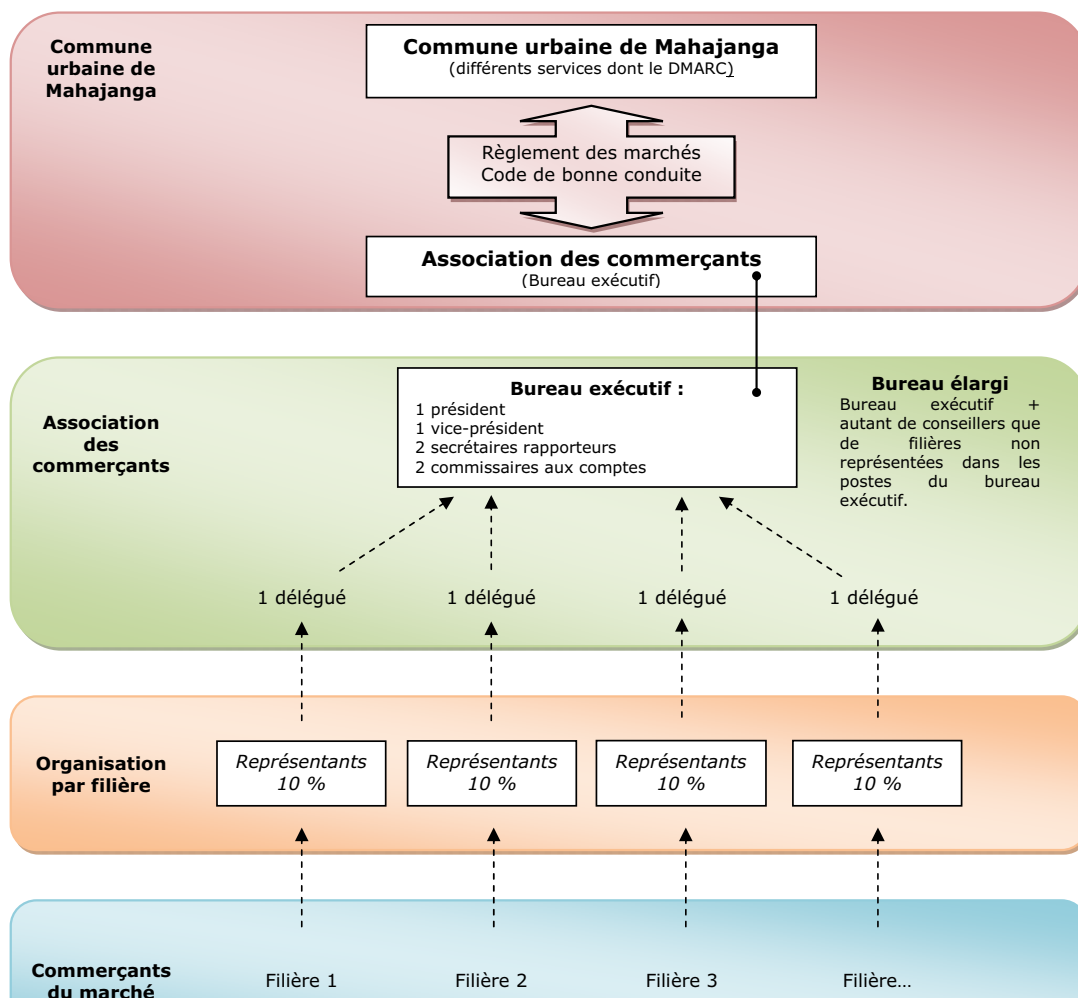 Commune
urbaine de
Mahajanga
Commune urbaine de Mahajanga
(différents services dont le DMARC)
Règlement des marchés
Code de bonne conduite
Association des commerçants
(Bureau exécutif)
Association
des
commerçants
Bureau exécutif :
1 président
1 vice-président
2 secrétaires rapporteurs
2 commissaires aux comptes
Bureau élargi
Bureau exécutif +
autant de conseillers que
de filières non
représentées dans les
postes du bureau
exécutif.
1 délégué
1 délégué
1 délégué
1 délégué
Organisation
par filière
Représentants
10 %
Représentants
10 %
Représentants
10 %
Représentants
10 %
Commerçants
du marché
Filière 1
Filière 2
Filière 3
Filière…